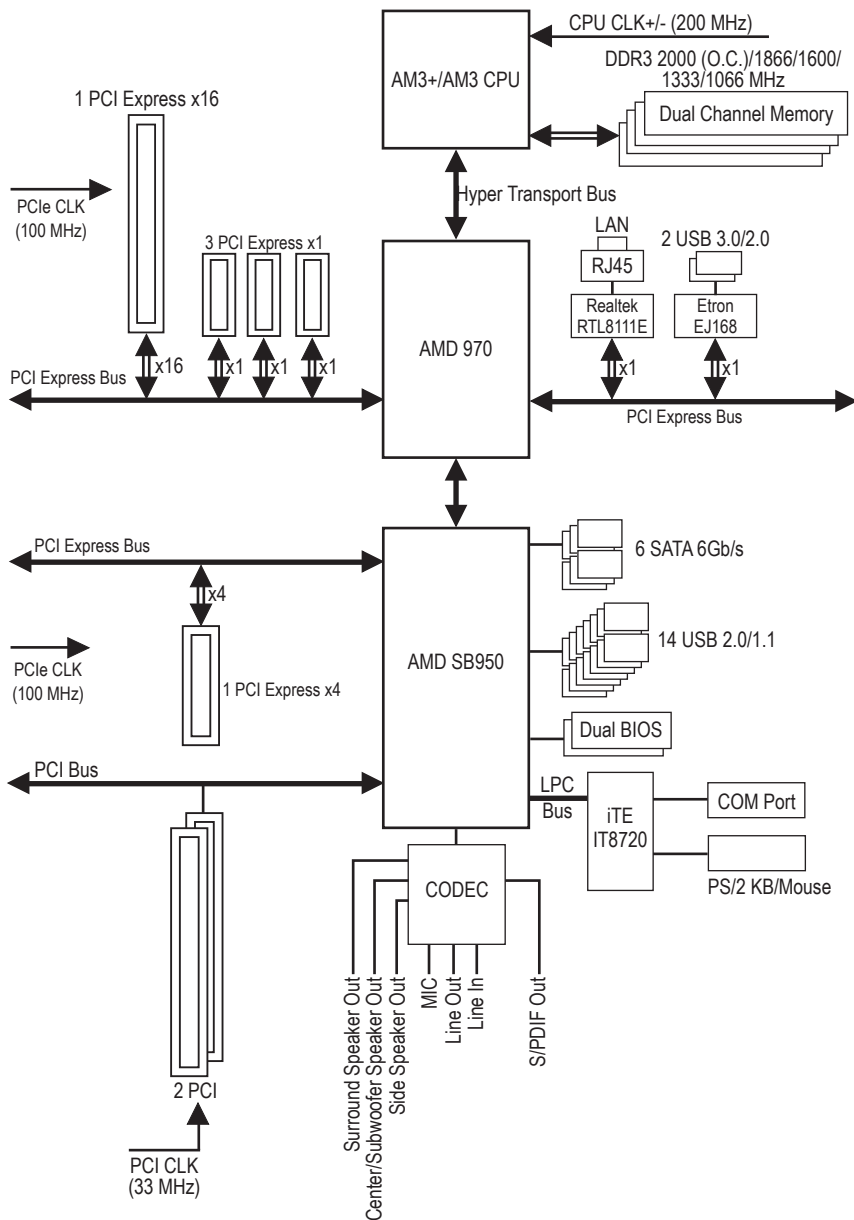 CPU CLK+/- (200 MHz)
AM3+/AM3 CPU
DDR3 2000 (O.C.)/1866/1600/
1333/1066 MHz
Dual Channel Memory
1 PCI Express x16
PCIe CLK
(100 MHz)
Hyper Transport Bus
3 PCI Express x1
LAN
RJ45
2 USB 3.0/2.0
Realtek
RTL8111E
Etron
EJ168
AMD 970
x16
x1
x1
x1
x1
x1
PCI Express Bus
PCI Express Bus
PCI Express Bus
x4
6 SATA 6Gb/s
14 USB 2.0/1.1
AMD SB950
PCIe CLK
(100 MHz)
1 PCI Express x4
Dual BIOS
PCI Bus
LPC
Bus
iTE
IT8720
COM Port
PS/2 KB/Mouse
CODEC
Surround Speaker Out
Center/Subwoofer Speaker Out
Side Speaker Out
MIC
Line Out
Line In
S/PDIF Out
2 PCI
PCI CLK
(33 MHz)